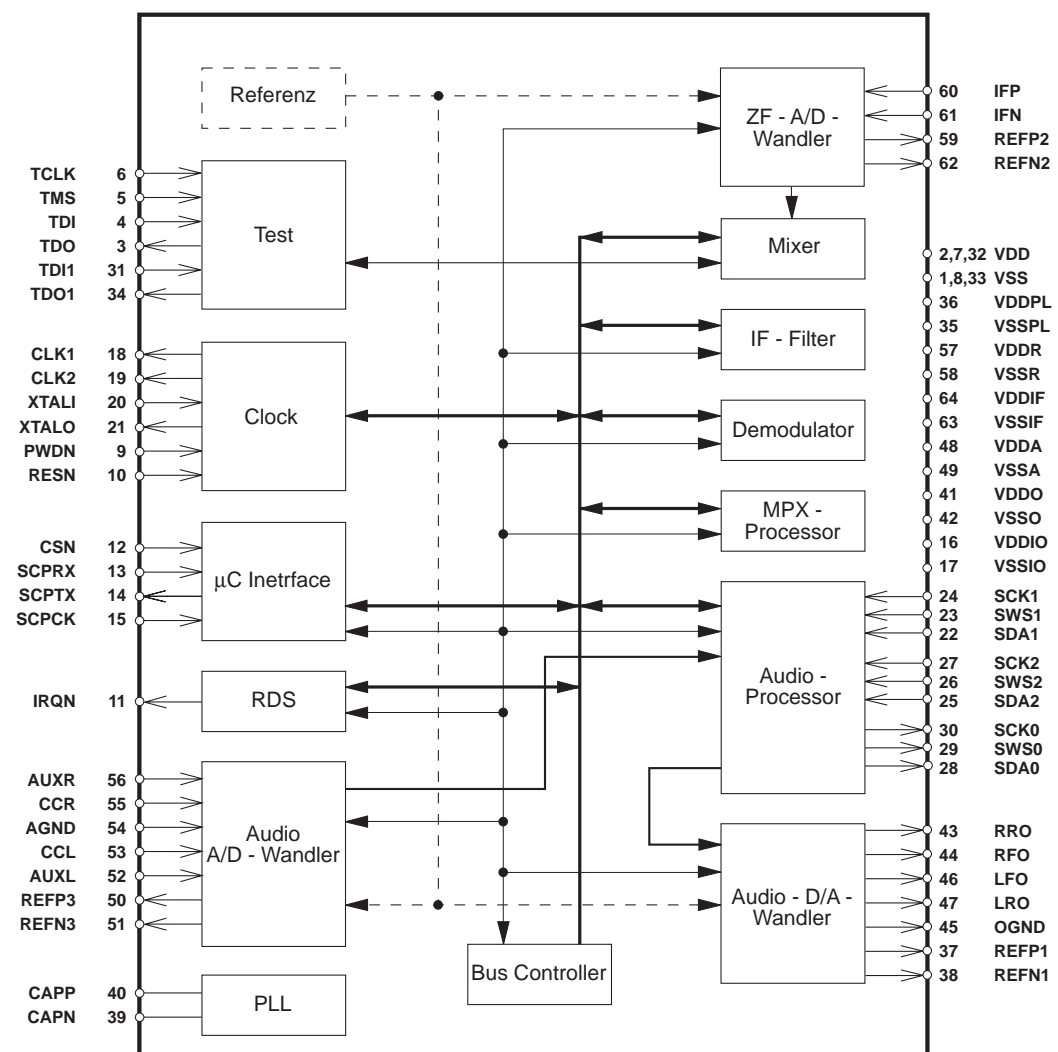 Referenz
ZF - A/D -
Wandler
60 IFP
61 IFN
59 REFP2
62 REFN2
TCLK 6
TMS 5
TDI 4
TDO 3
TDI1 31
TDO1 34
Test
Mixer
2,7,32 VDD
1,8,33 VSS
36 VDDPL
35 VSSPL
57 VDDR
58 VSSR
64 VDDIF
63 VSSIF
48 VDDA
49 VSSA
41 VDDO
42 VSSO
16 VDDIO
17 VSSIO
IF - Filter
CLK1 18
CLK2 19
XTALI 20
XTALO 21
PWDN 9
RESN 10
Clock
Demodulator
MPX -
Processor
CSN 12
SCPRX 13
SCPTX 14
SCPCK 15
µC Inetrface
Audio -
Processor
24 SCK1
23 SWS1
22 SDA1
27 SCK2
26 SWS2
25 SDA2
30 SCK0
29 SWS0
28 SDA0
IRQN 11
RDS
AUXR 56
CCR 55
AGND 54
CCL 53
AUXL 52
REFP3 50
REFN3 51
Audio
A/D - Wandler
Audio - D/A -
Wandler
43 RRO
44 RFO
46 LFO
47 LRO
45 OGND
37 REFP1
38 REFN1
Bus Controller
CAPP 40
CAPN 39
PLL